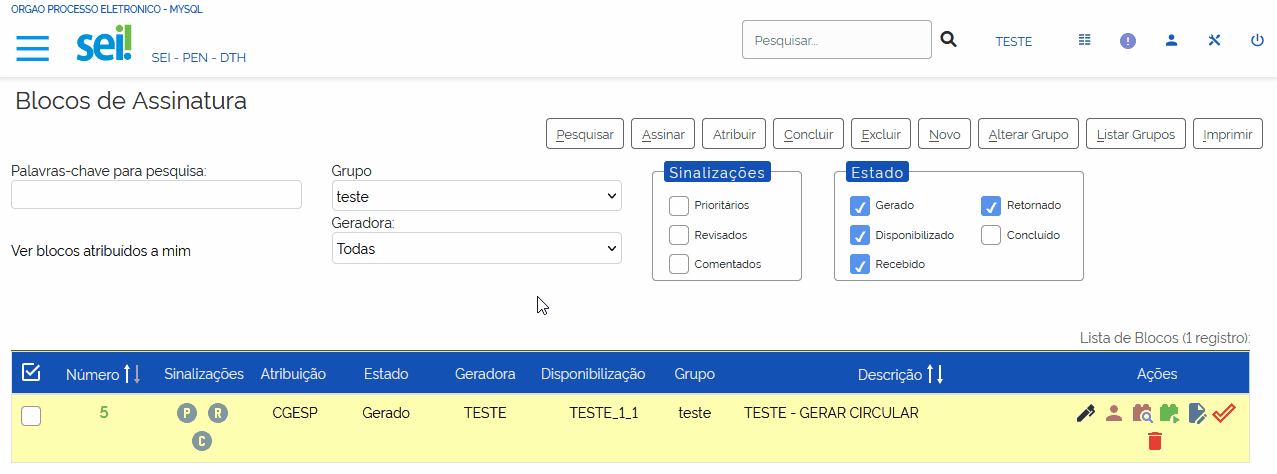 ORGAO PROCESSO ELETRONICO - MYSQL
sei!
SEI - PEN - DTH
Pesquisar...
TESTE
Blocos de Assinatura
Pesquisar Assinar Atribuir Concluir Excluir Novo Alterar Grupo Listar Grupos Imprimir
Palavras-chave para pesquisa:
Grupo
teste
Geradora:
Todas
Ver blocos atribuídos a mim
Sinalizações
Prioritários
Revisados
Comentados
Estado
Gerado Retornado
Disponibilizado Concluído
Recebido
Lista de Blocos (1 registro):
Número Sinalizações Atribuição Estado Geradora Disponibilização Grupo Descrição Ações
5 P R CGESP Gerado TESTE TESTE_1_1 teste TESTE - GERAR CIRCULAR
C